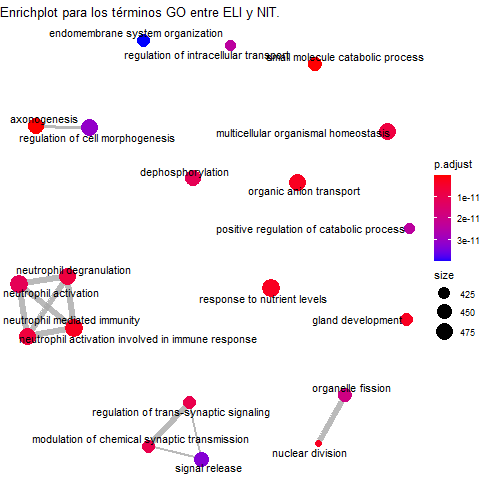 Enrichplot para los términos GO entre ELI y NIT.
endomembrane system organization
regulation of intracellular transport
small molecule catabolic process
axonogenesis
regulation of cell morphogenesis
multicellular organismal homeostasis
dephosphorylation
organic anion transport
positive regulation of catabolic process
p.adjust
1e-11
2e-11
3e-11
size
425
450
475
neutrophil degranulation
neutrophil activation
neutrophil mediated immunity
neutrophil activation involved in immune response
response to nutrient levels
gland development
organelle fission
regulation of trans-synaptic signaling
modulation of chemical synaptic transmission
signal release
nuclear division